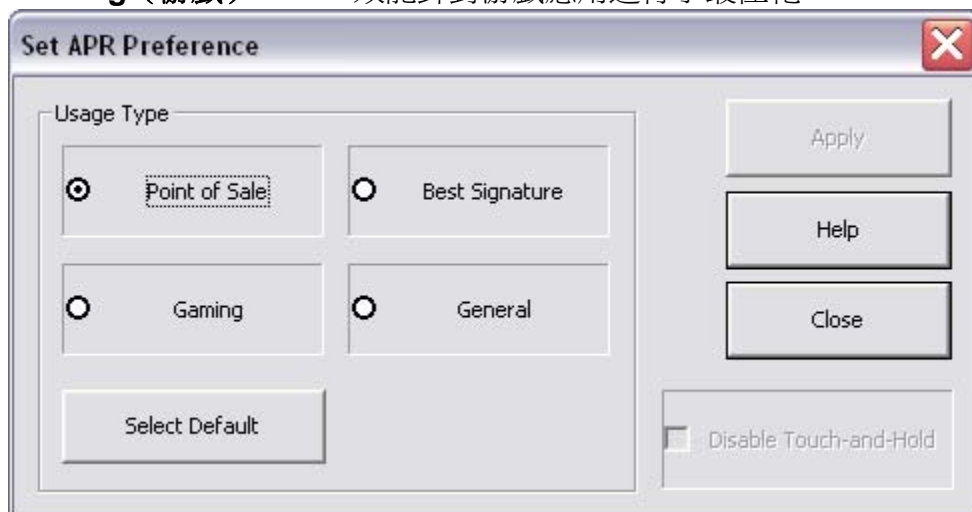 Set APR Preference
Usage Type
Point of Sale
Best Signature
Gaming
General
Select Default
Apply
Help
Close
Disable Touch-and-Hold